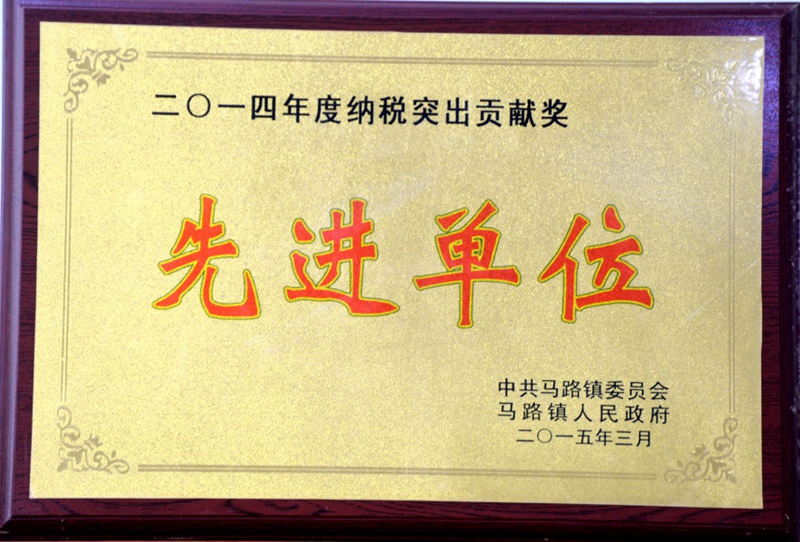 二〇一四年度纳税突出贡献奖
先进单位
中共马路镇委员会
马路镇人民政府
二〇一五年三月